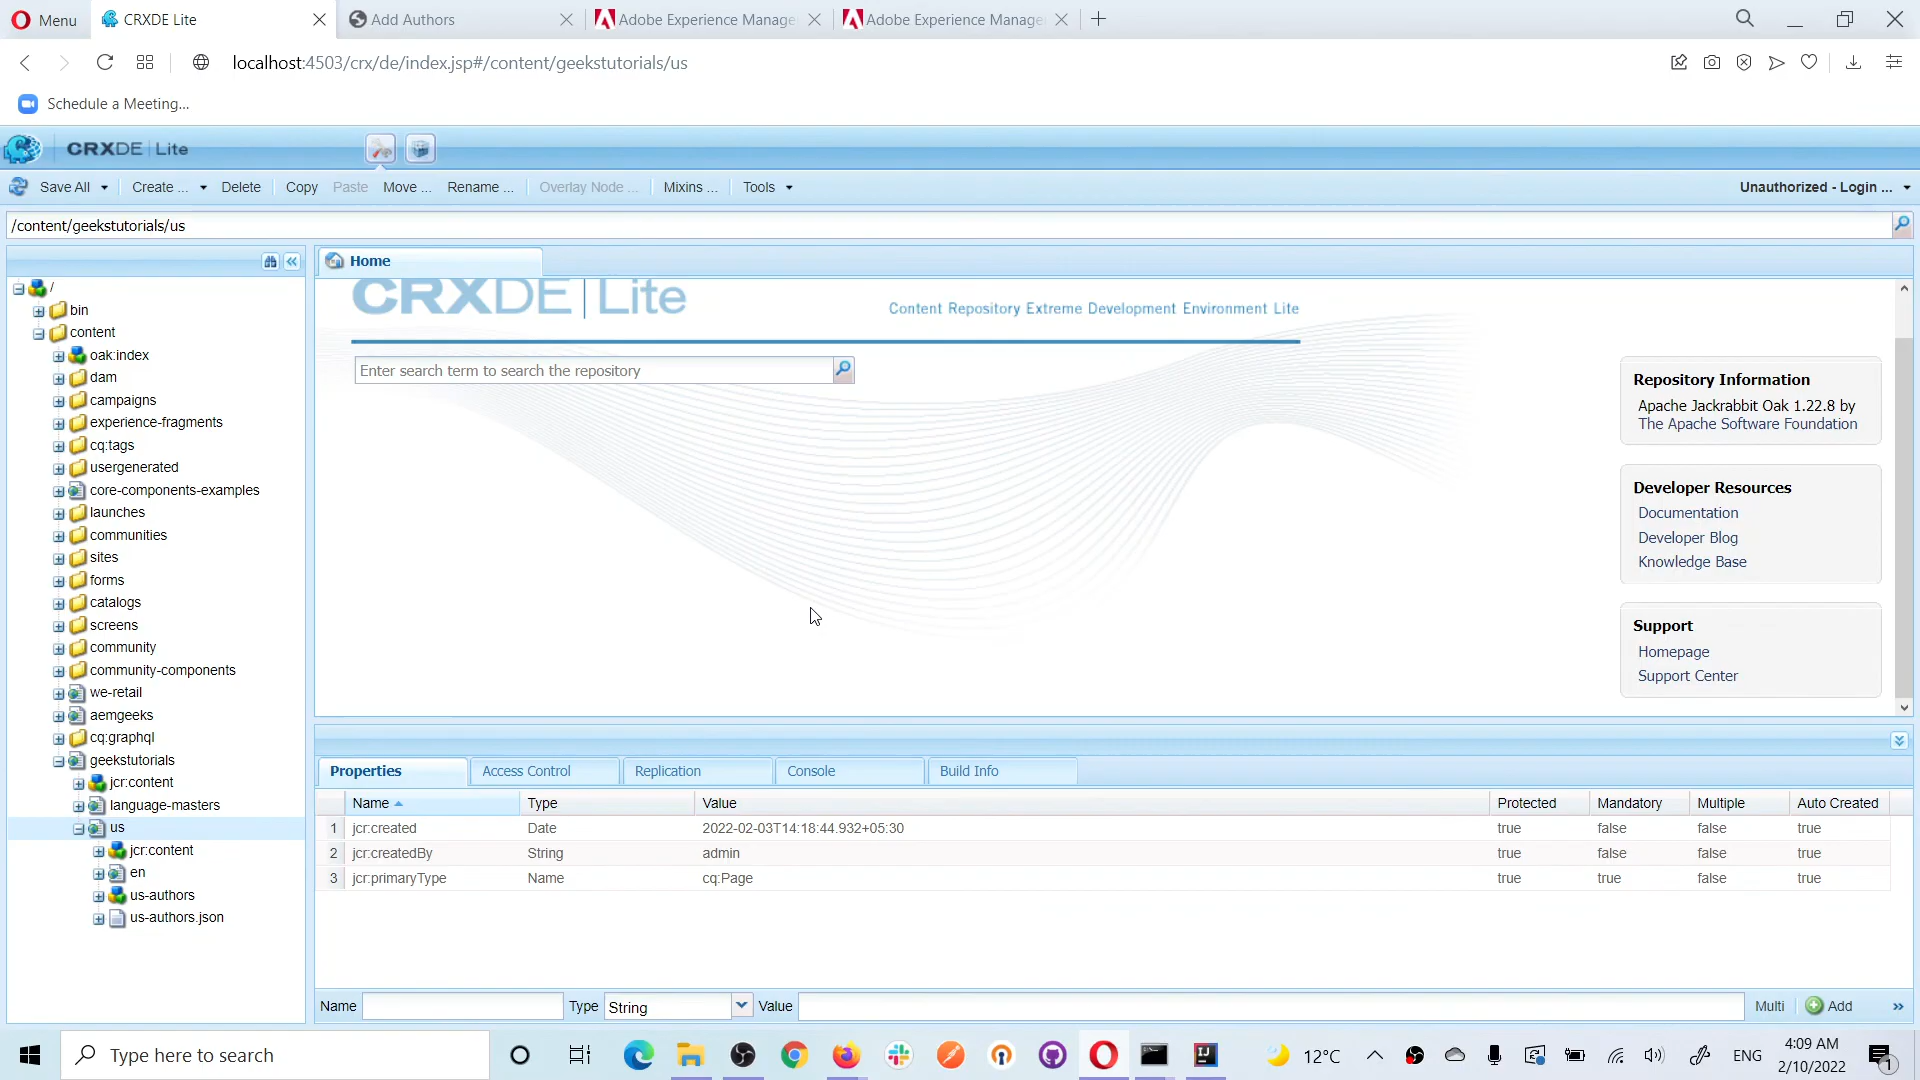 Menu
CRXDE Lite
Add Authors
Adobe Experience Manage
Adobe Experience Manage
localhost:4503/crx/de/index.jsp#/content/geekstutorials/us
Schedule a Meeting...
CRXDE | Lite
Save All
Create ...
Delete
Copy
Paste
Move ...
Rename ...
Overlay Node ...
Mixins ...
Tools
Unauthorized - Login ...
/content/geekstutorials/us
Home
/
bin
content
oak:index
dam
campaigns
experience-fragments
cq:tags
usergenerated
core-components-examples
launches
communities
sites
forms
catalogs
screens
community
community-components
we-retail
aemgeeks
cq:graphql
geekstutorials
jcr:content
language-masters
us
jcr:content
en
us-authors
us-authors.json
CRXDE | Lite
Content Repository Extreme Development Environment Lite
Enter search term to search the repository
Repository Information
Apache Jackrabbit Oak 1.22.8 by
The Apache Software Foundation
Developer Resources
Documentation
Developer Blog
Knowledge Base
Support
Homepage
Support Center
Properties
Access Control
Replication
Console
Build Info
Name Type Value Protected Mandatory Multiple Auto Created
1 jcr:created Date 2022-02-03T14:18:44.932+05:30 true false false true
2 jcr:createdBy String admin true false false true
3 jcr:primaryType Name cq:Page true true false true
Name Type String Value Multi Add »
Type here to search
12°C
ENG
4:09 AM
2/10/2022
1